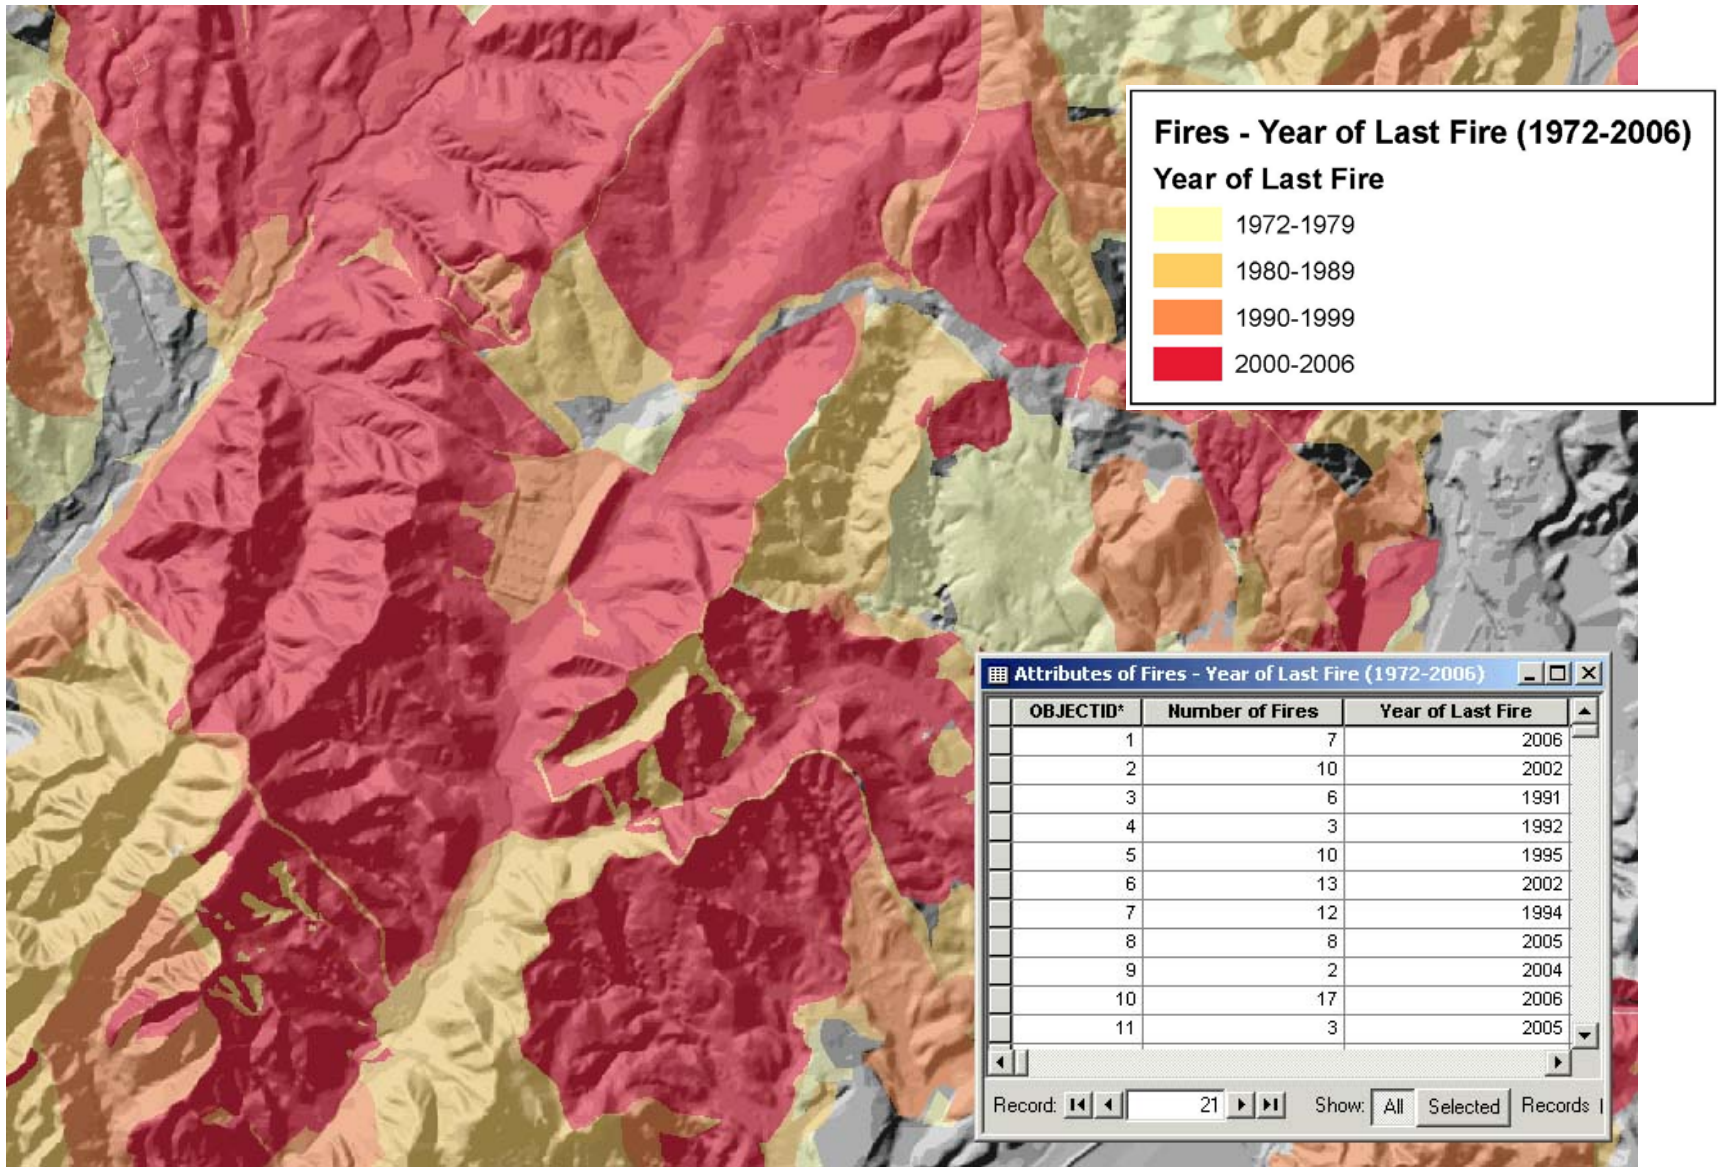 Fires - Year of Last Fire (1972-2006)
Year of Last Fire
1972-1979
1980-1989
1990-1999
2000-2006
Attributes of Fires - Year of Last Fire (1972-2006)
OBJECTID* Number of Fires Year of Last Fire
1 7 2006
2 10 2002
3 6 1991
4 3 1992
5 10 1995
6 13 2002
7 12 1994
8 8 2005
9 2 2004
10 17 2006
11 3 2005
Record: 21 Show: All Selected Records